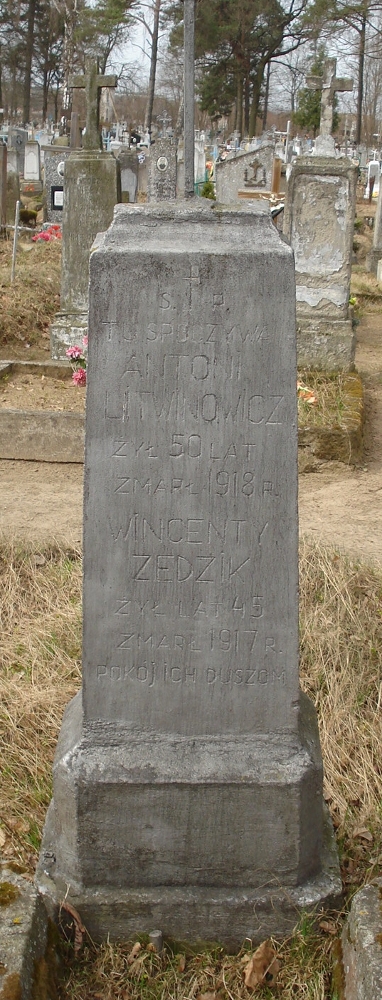 Ś. † P.
TU SPOCZYWA
ANTONI
LITWINOWICZ
ŻYŁ 50 LAT
ZMARŁ 1918 R.
WINCENTY
ZEDZIK
ŻYŁ LAT 45
ZMARŁ 1917 R.
POKÓJ ICH DUSZOM